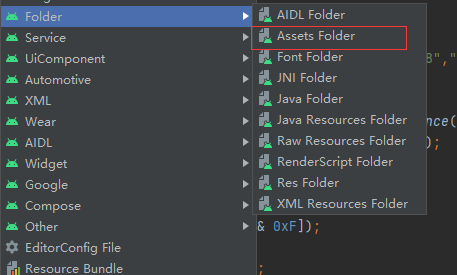 Folder
Service
UiComponent
Automotive
XML
Wear
AIDL
Widget
Google
Compose
Other
EditorConfig File
Resource Bundle
AIDL Folder
Assets Folder
Font Folder
JNI Folder
Java Folder
Java Resources Folder
Raw Resources Folder
RenderScript Folder
Res Folder
XML Resources Folder
8","
ence(
);
& 0xF]);
;